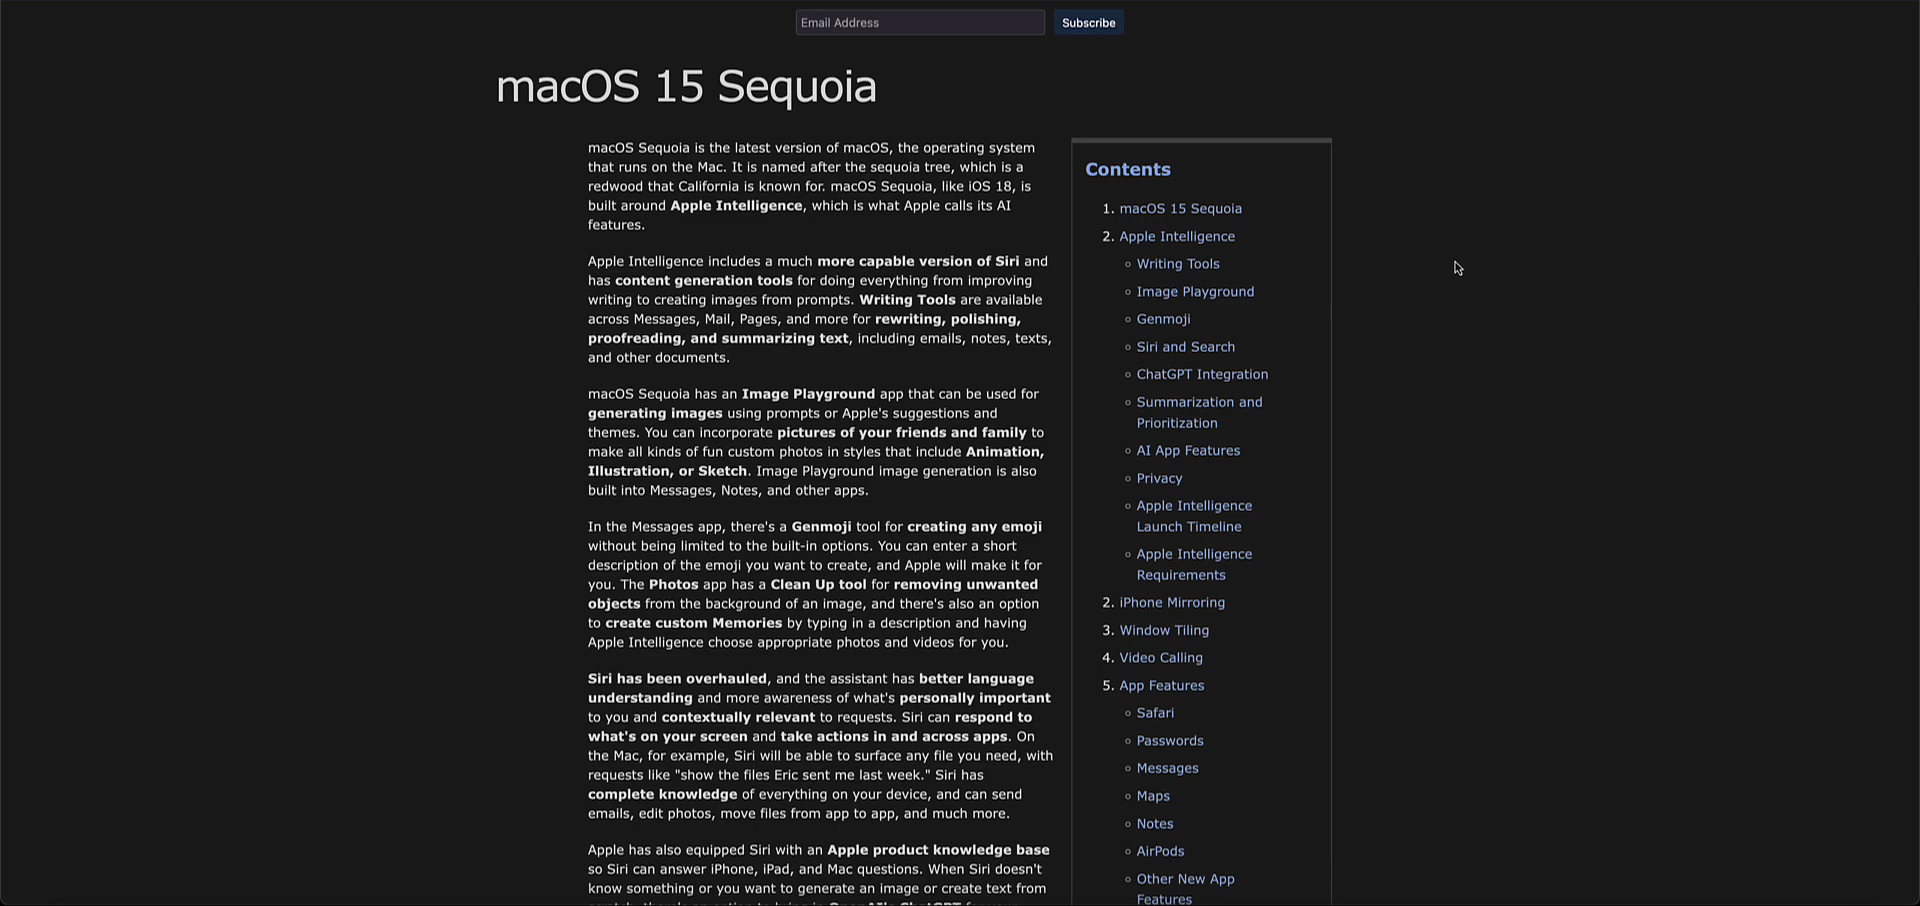 Email Address
Subscribe
macOS 15 Sequoia
macOS Sequoia is the latest version of macOS, the operating system
that runs on the Mac. It is named after the sequoia tree, which is a
redwood that California is known for. macOS Sequoia, like iOS 18, is
built around Apple Intelligence, which is what Apple calls its AI
features.
Apple Intelligence includes a much more capable version of Siri and
has content generation tools for doing everything from improving
writing to creating images from prompts. Writing Tools are available
across Messages, Mail, Pages, and more for rewriting, polishing,
proofreading, and summarizing text, including emails, notes, texts,
and other documents.
macOS Sequoia has an Image Playground app that can be used for
generating images using prompts or Apple's suggestions and
themes. You can incorporate pictures of your friends and family to
make all kinds of fun custom photos in styles that include Animation,
Illustration, or Sketch. Image Playground image generation is also
built into Messages, Notes, and other apps.
In the Messages app, there's a Genmoji tool for creating any emoji
without being limited to the built-in options. You can enter a short
description of the emoji you want to create, and Apple will make it for
you. The Photos app has a Clean Up tool for removing unwanted
objects from the background of an image, and there's also an option
to create custom Memories by typing in a description and having
Apple Intelligence choose appropriate photos and videos for you.
Siri has been overhauled, and the assistant has better language
understanding and more awareness of what's personally important
to you and contextually relevant to requests. Siri can respond to
what's on your screen and take actions in and across apps. On
the Mac, for example, Siri will be able to surface any file you need, with
requests like "show the files Eric sent me last week." Siri has
complete knowledge of everything on your device, and can send
emails, edit photos, move files from app to app, and much more.
Apple has also equipped Siri with an Apple product knowledge base
so Siri can answer iPhone, iPad, and Mac questions. When Siri doesn't
know something or you want to generate an image or create text from
Contents
1. macOS 15 Sequoia
2. Apple Intelligence
Writing Tools
Image Playground
Genmoji
Siri and Search
ChatGPT Integration
Summarization and
Prioritization
AI App Features
Privacy
Apple Intelligence
Launch Timeline
Apple Intelligence
Requirements
2. iPhone Mirroring
3. Window Tiling
4. Video Calling
5. App Features
Safari
Passwords
Messages
Maps
Notes
AirPods
Other New App
Features